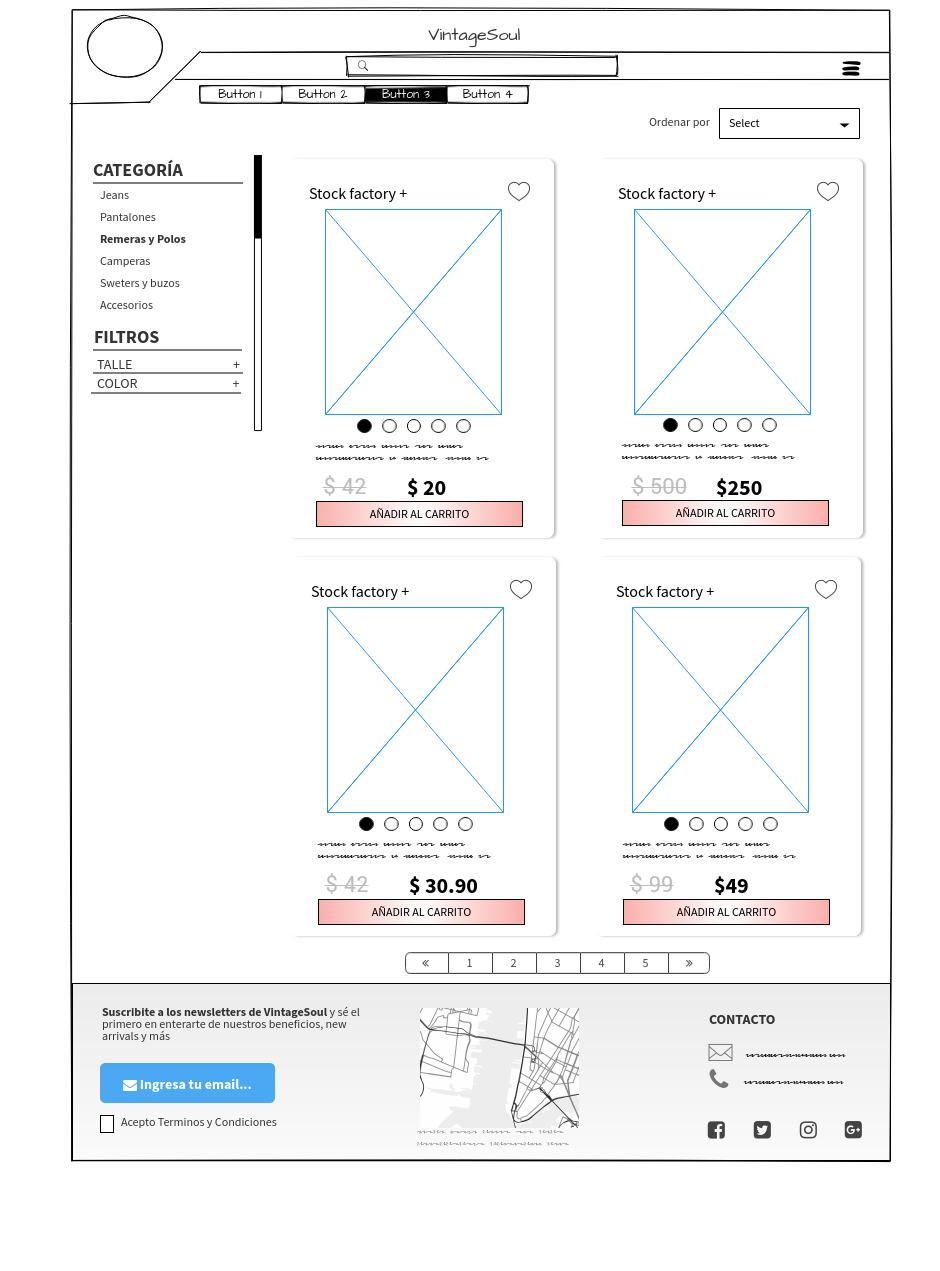 VintageSoul
Button 1 Button 2 Button 3 Button 4
Ordenar por Select
CATEGORÍA
Jeans
Pantalones
Remeras y Polos
Camperas
Sweters y buzos
Accesorios
FILTROS
TALLE +
COLOR +
Stock factory +
$ 42 $ 20
AÑADIR AL CARRITO
Stock factory +
$ 500 $250
AÑADIR AL CARRITO
Stock factory +
$ 42 $ 30.90
AÑADIR AL CARRITO
Stock factory +
$ 99 $49
AÑADIR AL CARRITO
« 1 2 3 4 5 »
Suscribite a los newsletters de VintageSoul y sé el
primero en enterarte de nuestros beneficios, new
arrivals y más
Ingresa tu email...
Acepto Terminos y Condiciones
CONTACTO